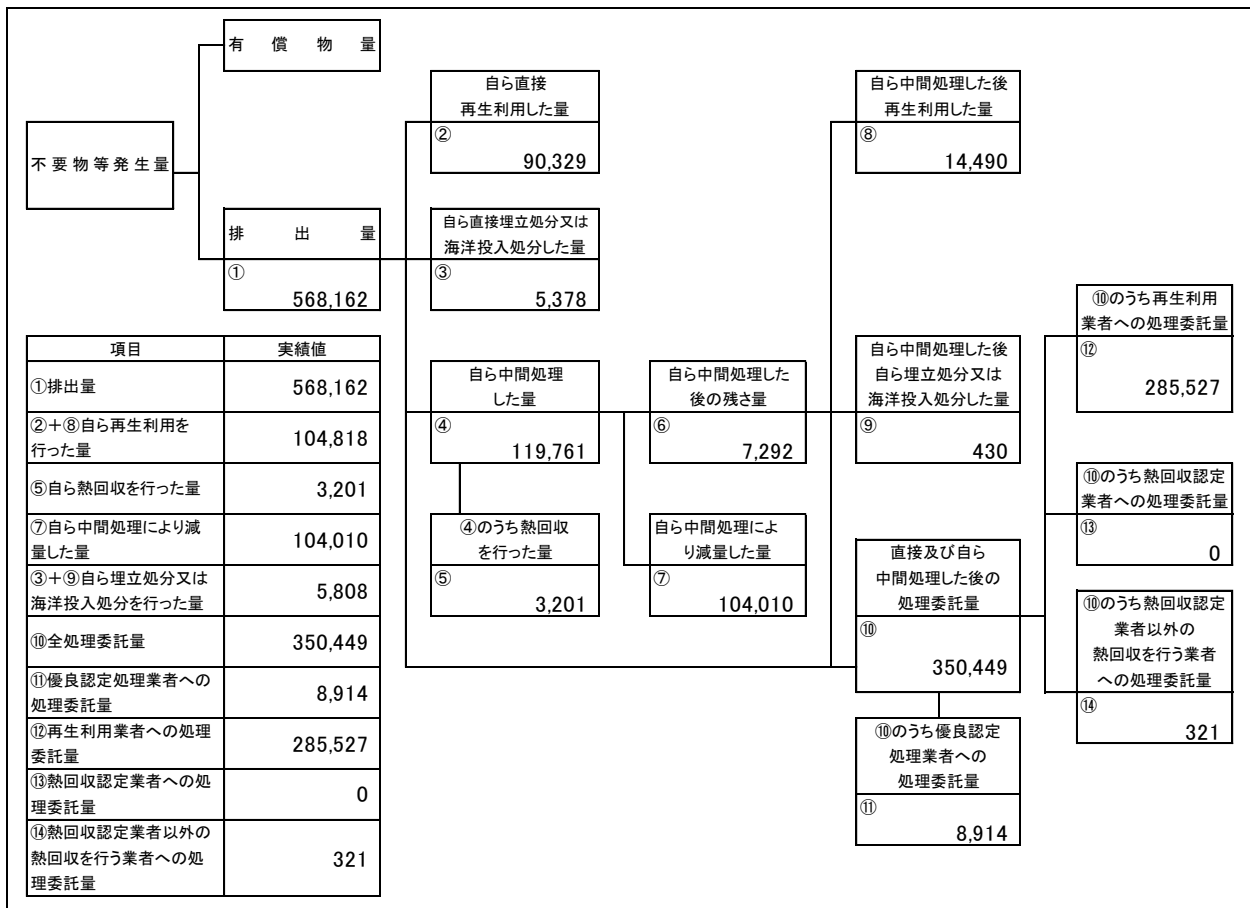 有償物量
自ら直接
再生利用した量
②
90,329
自ら中間処理した後
再生利用した量
⑧
14,490
不要物等発生量
排出量
①
568,162
自ら直接埋立処分又は
海洋投入処分した量
③
5,378
⑩のうち再生利用
業者への処理委託量
⑫
285,527
項目 実績値
①排出量 568,162
②+⑧自ら再生利用を
行った量
104,818
⑤自ら熱回収を行った量 3,201
⑦自ら中間処理により減
量した量
104,010
③+⑨自ら埋立処分又は
海洋投入処分を行った量
5,808
⑩全処理委託量 350,449
⑪優良認定処理業者への
処理委託量
8,914
⑫再生利用業者への処理
委託量
285,527
⑬熱回収認定業者への処
理委託量
0
⑭熱回収認定業者以外の
熱回収を行う業者への処
理委託量
321
自ら中間処理
した量
④
119,761
自ら中間処理した
後の残さ量
⑥
7,292
自ら中間処理した後
自ら埋立処分又は
海洋投入処分した量
⑨
430
⑩のうち熱回収認定
業者への処理委託量
⑬
0
④のうち熱回収
を行った量
⑤
3,201
自ら中間処理によ
り減量した量
⑦
104,010
直接及び自ら
中間処理した後の
処理委託量
⑩
350,449
⑩のうち熱回収認定
業者以外の
熱回収を行う業者
への処理委託量
⑭
321
⑩のうち優良認定
処理業者への
処理委託量
⑪
8,914